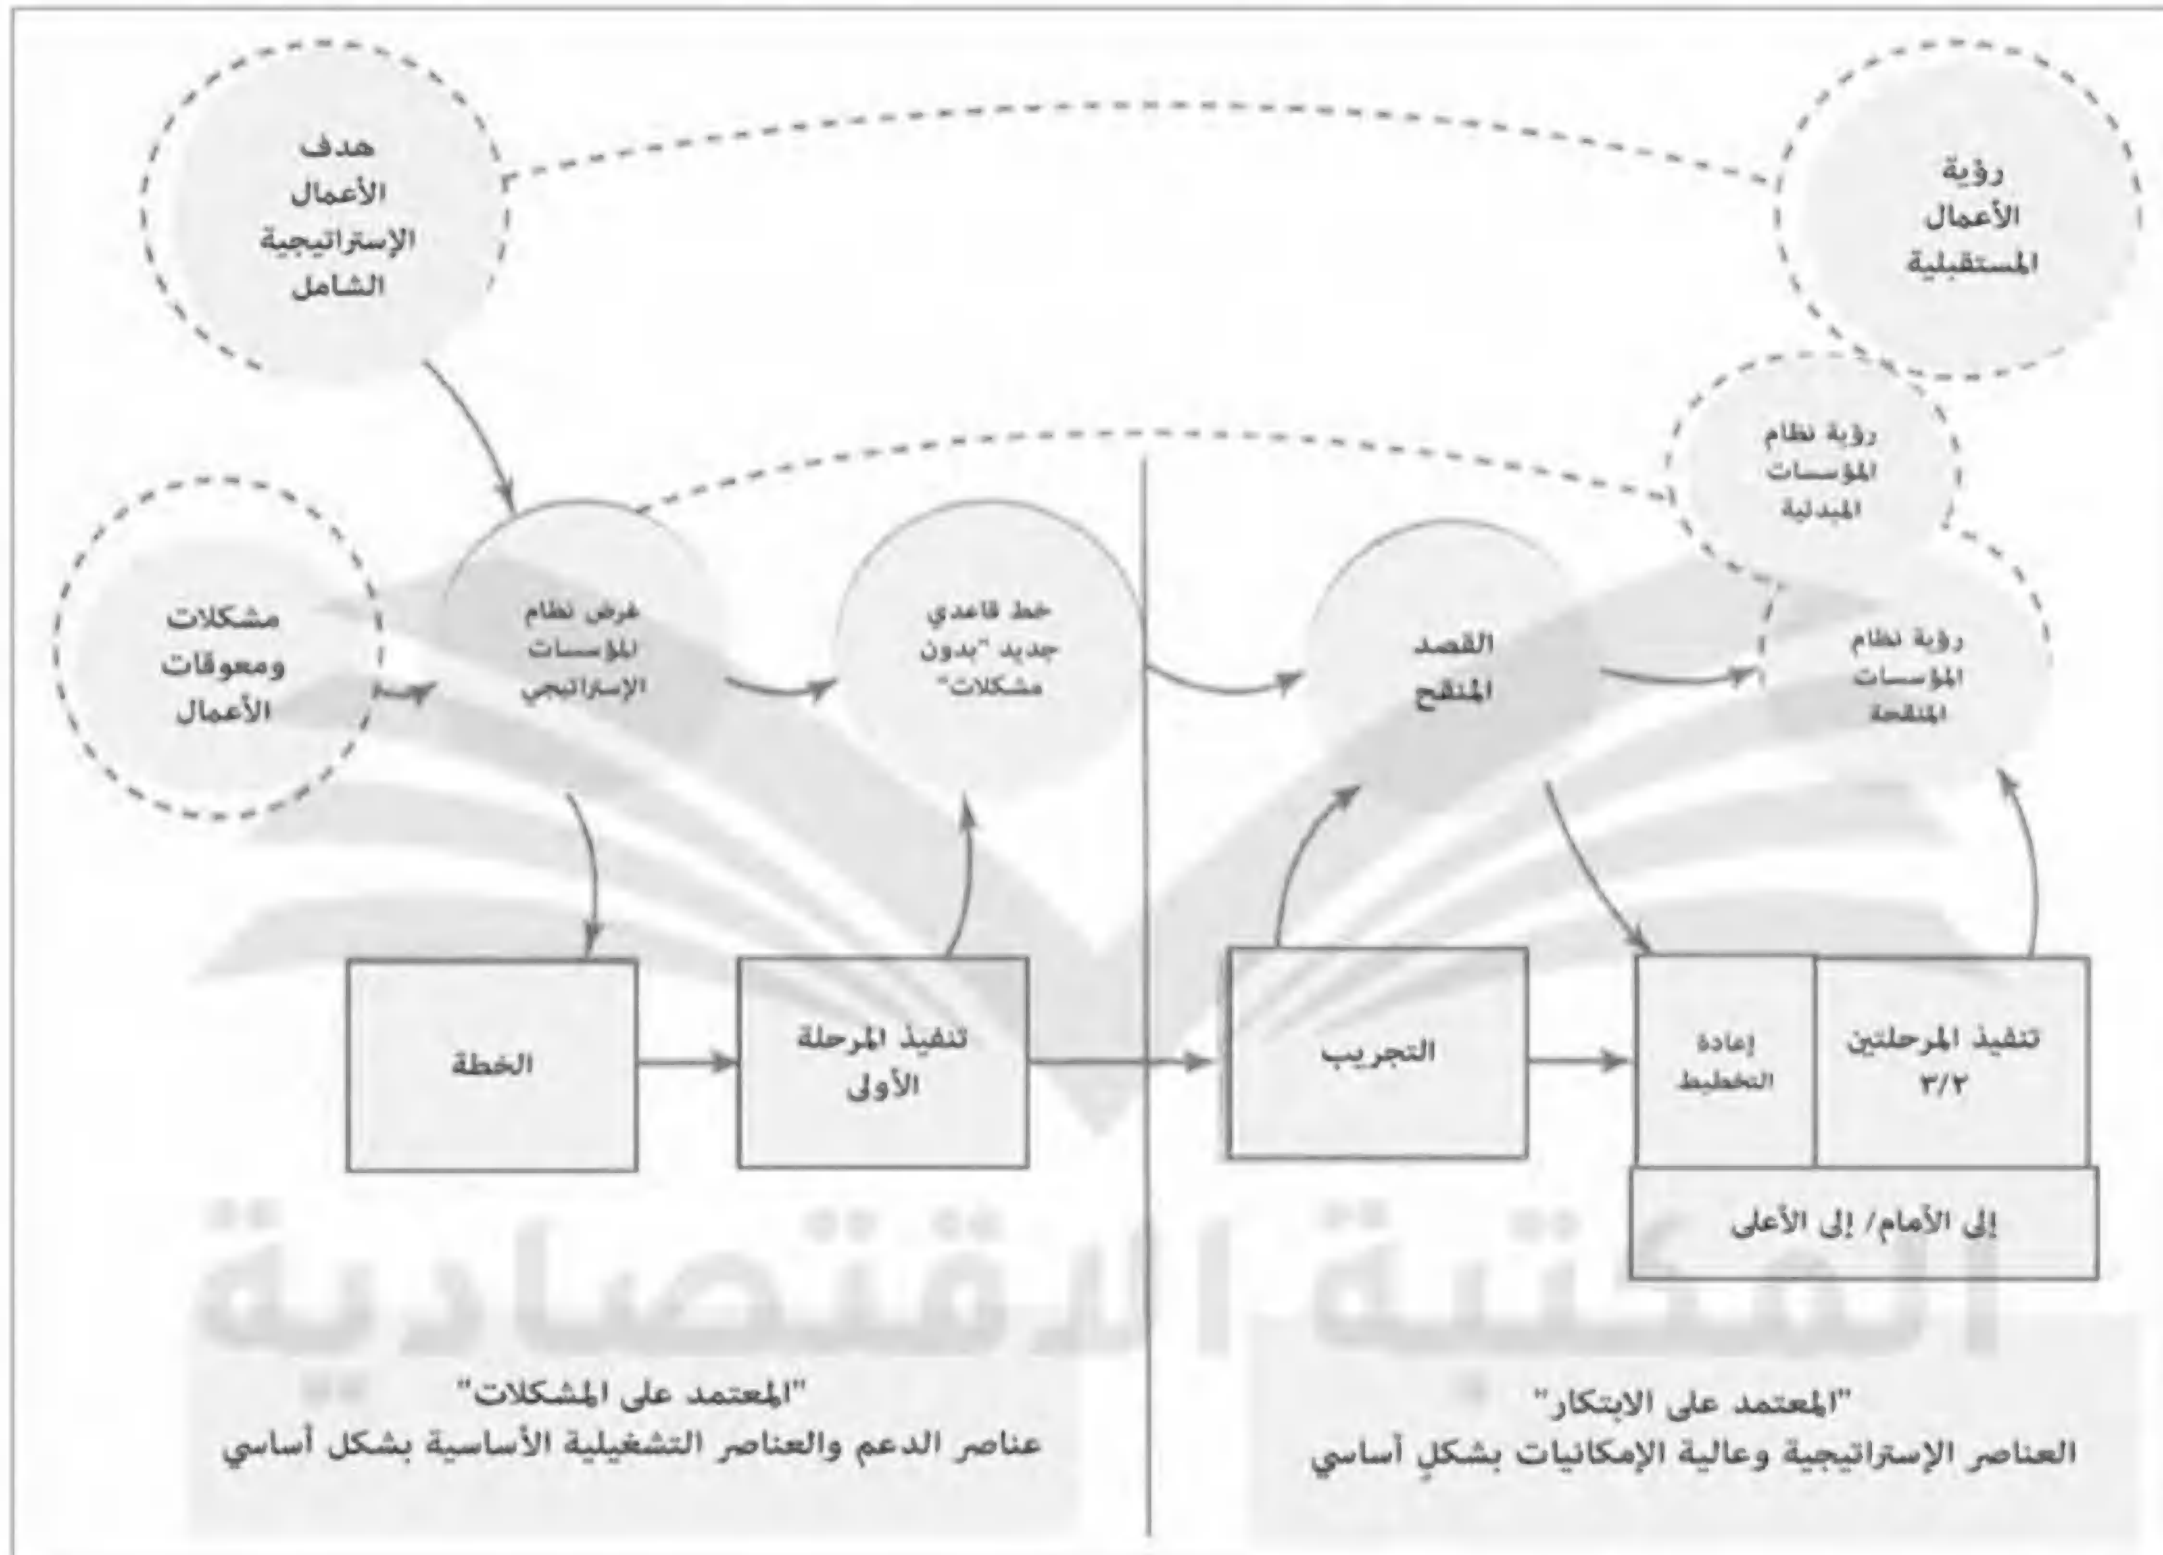 هدف
الأعمال
الإستراتيجية
الشامل
رؤية
الأعمال
المستقبلية
رؤية نظام
المؤسسات
المبدئية
مشكلات
ومعوقات
الأعمال
غرض نظام
المؤسسات
الإستراتيجي
خط قاعدي
جديد "بدون
مشكلات"
القصد
المنقح
رؤية نظام
المؤسسات
المنقحة
الخطة
تنفيذ المرحلة
الأولى
التجريب
إعادة
التخطيط
تنفيذ المرحلتين
٣/٢
إلى الأمام/ إلى الأعلى
المكتبة الاقتصادية
"المعتمد على المشكلات"
عناصر الدعم والعناصر التشغيلية الأساسية بشكل أساسي
"المعتمد على الابتكار"
العناصر الإستراتيجية وعالية الإمكانيات بشكلٍ أساسي